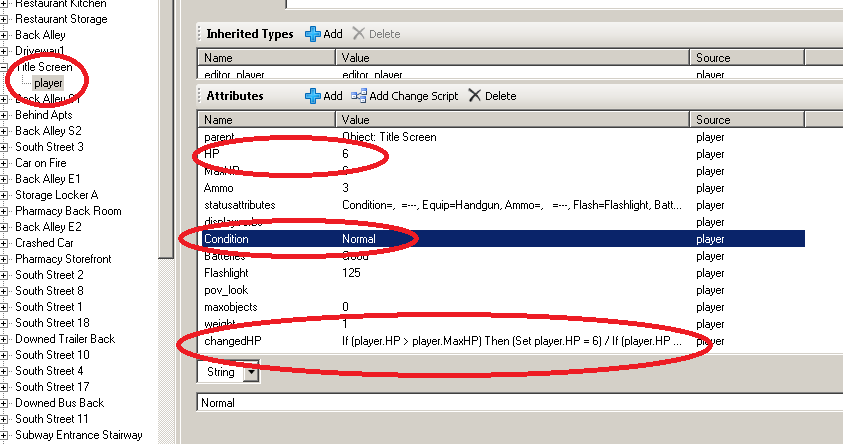 Restaurant Kitchen
Restaurant Storage
Back Alley
Driveway1
Title Screen
player
Back Alley S1
Behind Apts
Back Alley S2
South Street 3
Car on Fire
Back Alley E1
Storage Locker A
Pharmacy Back Room
Back Alley E2
Crashed Car
Pharmacy Storefront
South Street 2
South Street 8
South Street 1
South Street 18
Downed Trailer Back
South Street 10
South Street 4
South Street 17
Downed Bus Back
South Street 11
Subway Entrance Stairway
Inherited Types Add Delete
Name Value Source
editor_player editor_player player
Attributes Add Add Change Script Delete
Name Value Source
parent Object: Title Screen player
HP 6 player
MaxHP 6 player
Ammo 3 player
statusattributes Condition=, =---, Equip=Handgun, Ammo=, =---, Flash=Flashlight, Batt... player
player
Condition Normal player
Batteries Good player
Flashlight 125 player
pov_look player
maxobjects 0 player
weight 1 player
changedHP If (player.HP > player.MaxHP) Then (Set player.HP = 6) / If (player.HP ... player
String
Normal